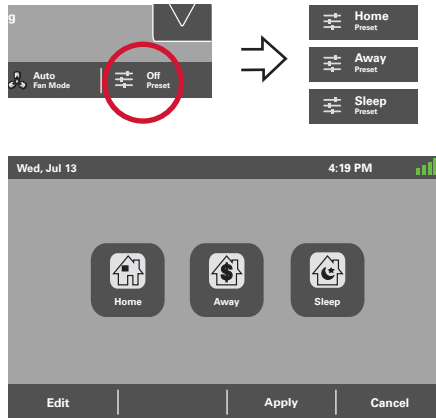 g
Auto
Fan Mode
Off
Preset
Home
Preset
Away
Preset
Sleep
Preset
Wed, Jul 13
4:19 PM
$
Home
Away
Sleep
Edit
Apply
Cancel